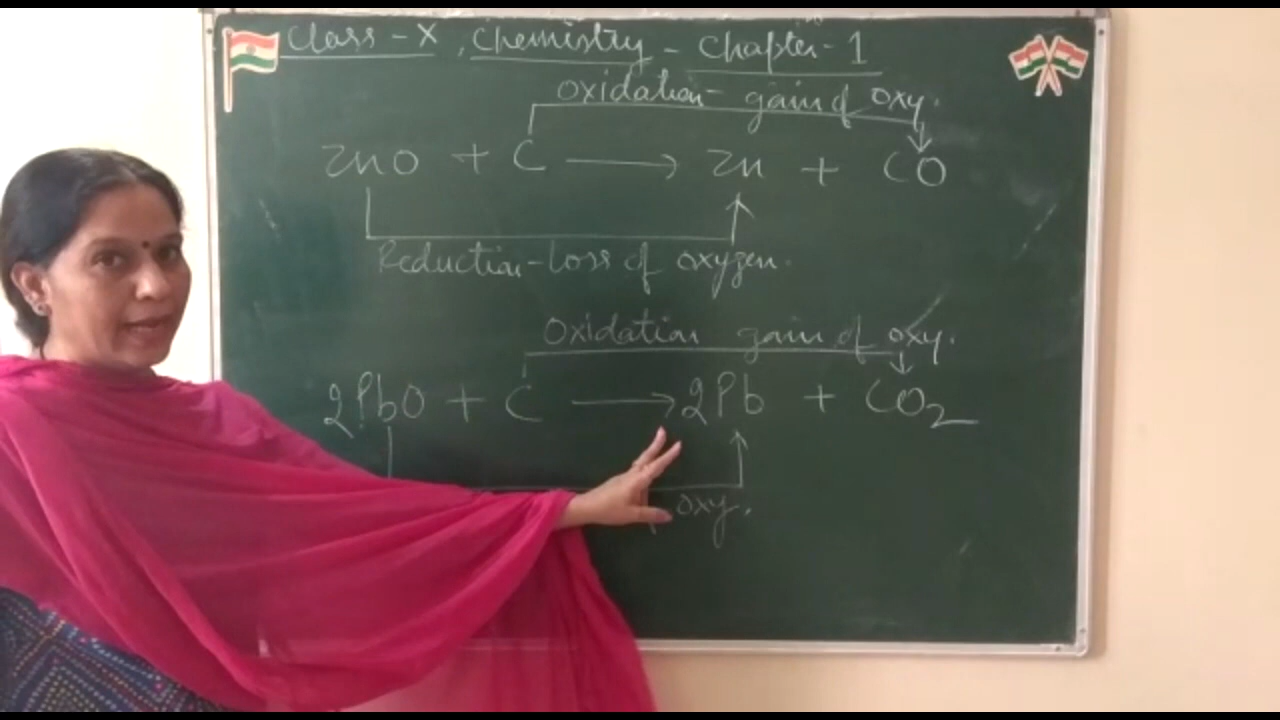 Class - X, Chemistry - Chapter - 1
Oxidation - gain of oxy.
ZnO + C ⟶ Zn + CO
Reduction - Loss of oxygen.
Oxidation gain of oxy.
2PbO + C ⟶ 2Pb + CO2
oxy.